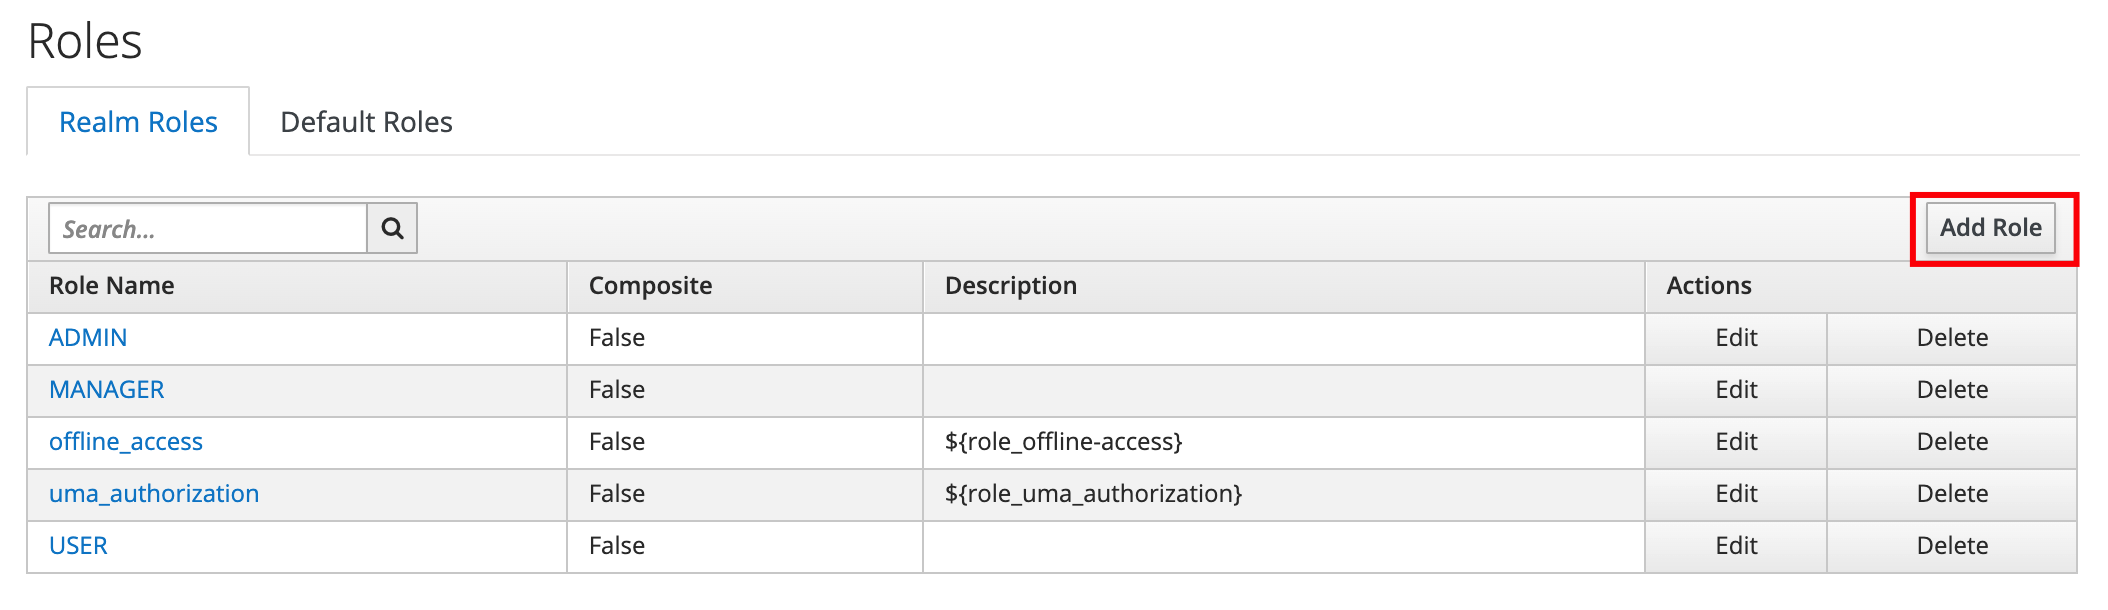 Roles
Realm Roles Default Roles
Search... Add Role
Role Name Composite Description Actions
ADMIN False Edit Delete
MANAGER False Edit Delete
offline_access False ${role_offline-access} Edit Delete
uma_authorization False ${role_uma_authorization} Edit Delete
USER False Edit Delete